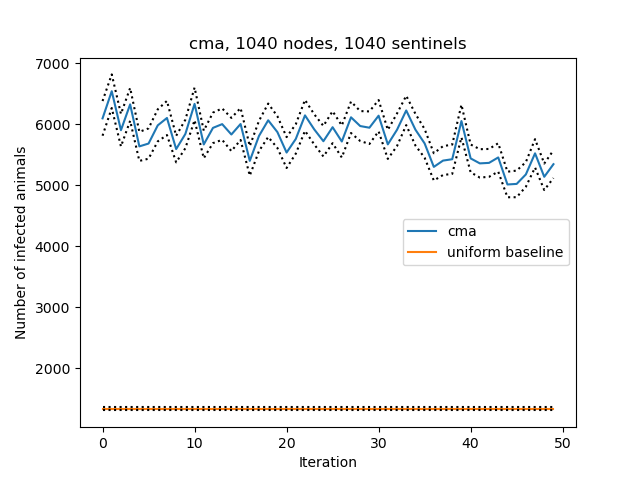 cma, 1040 nodes, 1040 sentinels
Number of infected animals
7000
6000
5000
4000
3000
2000
cma
uniform baseline
0
10
20
30
40
50
Iteration